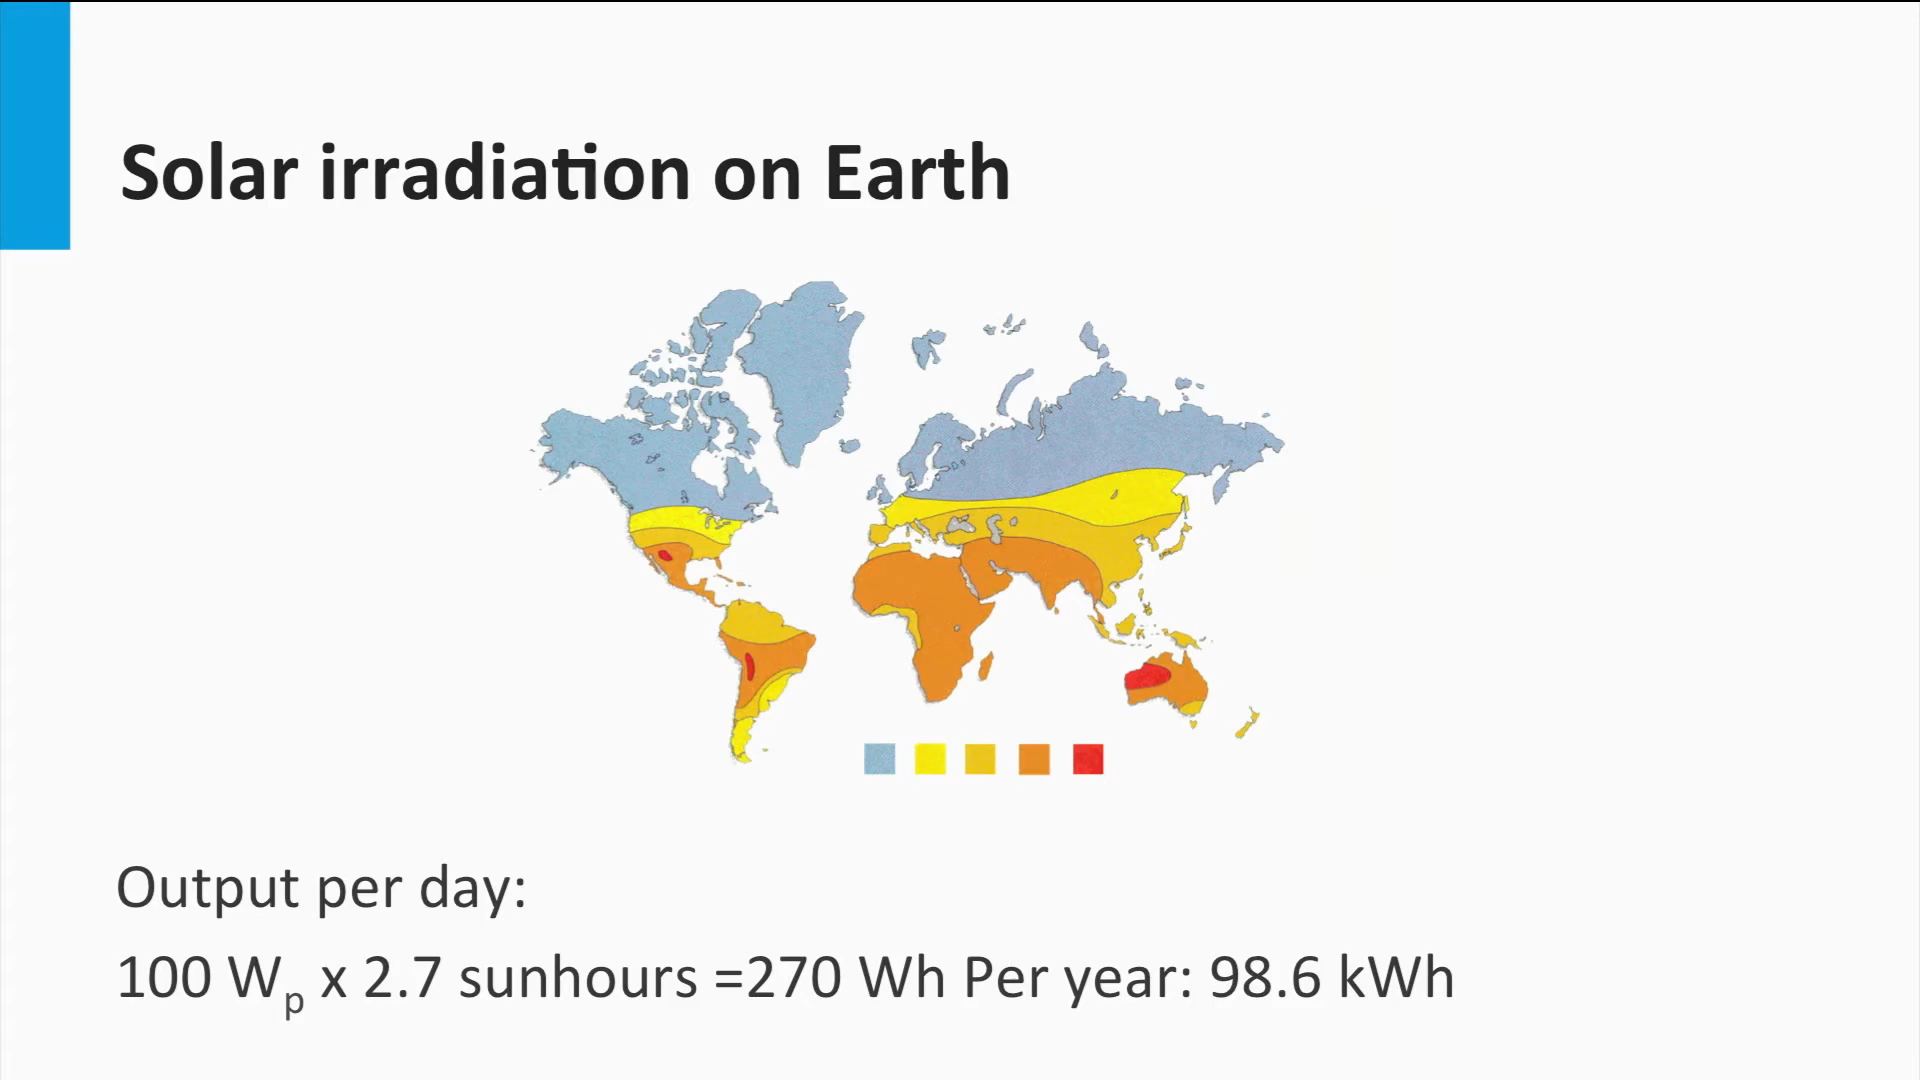 Solar irradiation on Earth
Output per day:
100 Wp x 2.7 sunhours =270 Wh Per year: 98.6 kWh